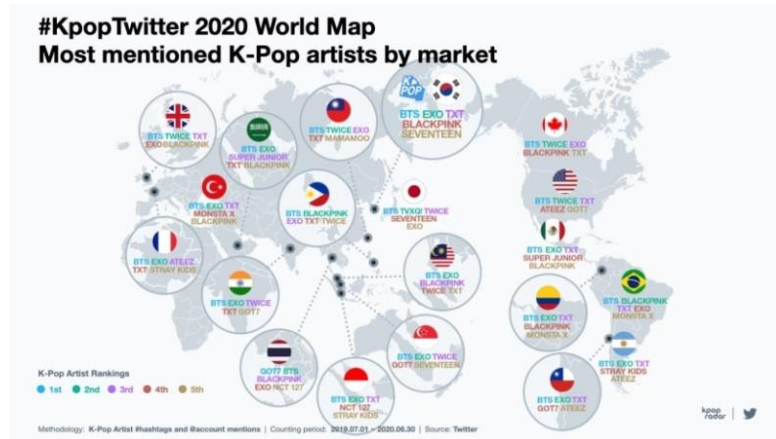 #KpopTwitter 2020 World Map
Most mentioned K-Pop artists by market
K-POP
BTS EXO TXT
BLACKPINK
SEVENTEEN
BTS TWICE TXT
EXO BLACKPINK
BTS EXO
SUPER JUNIOR
TXT BLACKPINK
BTS TWICE EXO
TXT MAMAMOO
BTS TWICE EXO
BLACKPINK TXT
BTS EXO TXT
MONSTA X
BLACKPINK
BTS BLACKPINK
EXO TXT TWICE
BTS TVXQ! TWICE
SEVENTEEN
EXO
BTS TWICE TXT
ATEEZ GOT7
BTS EXO ATEEZ
TXT STRAY KIDS
BTS EXO TWICE
TXT GOT7
BTS EXO
BLACKPINK
TWICE TXT
BTS EXO TXT
SUPER JUNIOR
BLACKPINK
BTS EXO TXT
BLACKPINK
MONSTA X
BTS BLACKPINK
TXT EXO
MONSTA X
GOT7 BTS
BLACKPINK
EXO NCT 127
BTS EXO TXT
NCT 127
STRAY KIDS
BTS EXO TWICE
GOT7 SEVENTEEN
BTS EXO TXT
GOT7 ATEEZ
BTS EXO TXT
STRAY KIDS
ATEEZ
K-Pop Artist Rankings
1st 2nd 3rd 4th 5th
kpop
radar
Methodology: K-Pop Artist #hashtags and @account mentions | Counting period: 2019.07.01 – 2020.06.30 | Source: Twitter